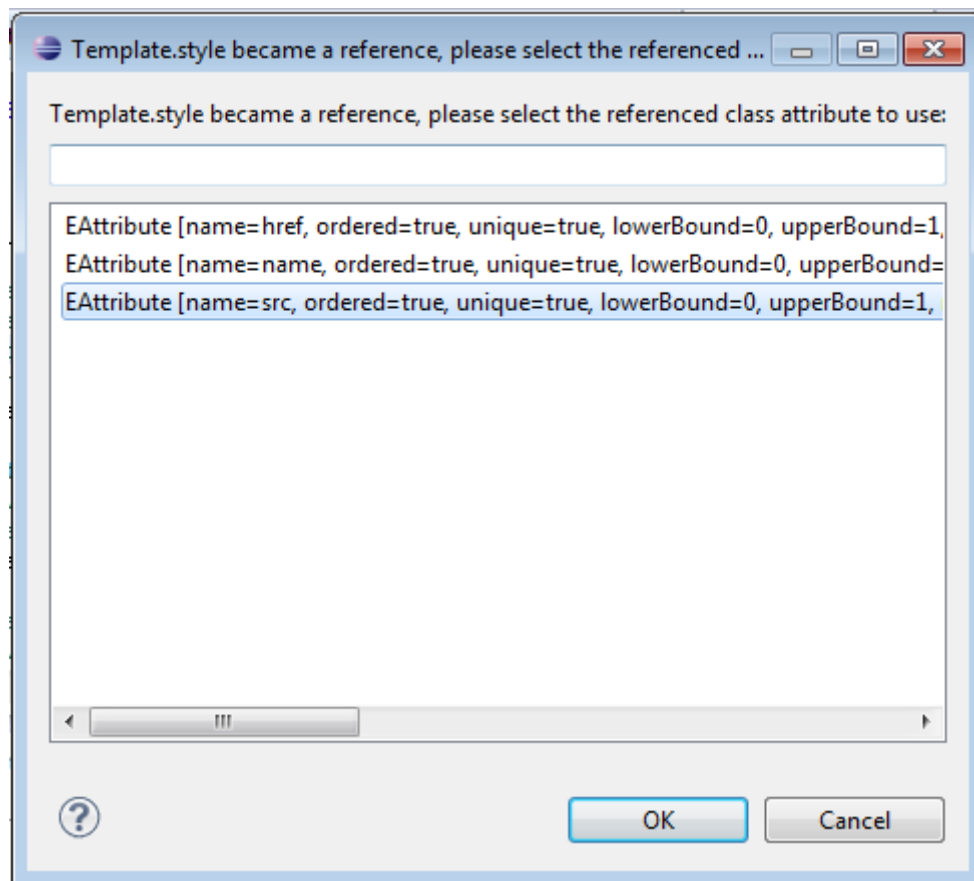 Template.style became a reference, please select the referenced ...
Template.style became a reference, please select the referenced class attribute to use:
EAttribute [name=href, ordered=true, unique=true, lowerBound=0, upperBound=1,
EAttribute [name=name, ordered=true, unique=true, lowerBound=0, upperBound=
EAttribute [name=src, ordered=true, unique=true, lowerBound=0, upperBound=1,
?
OK Cancel